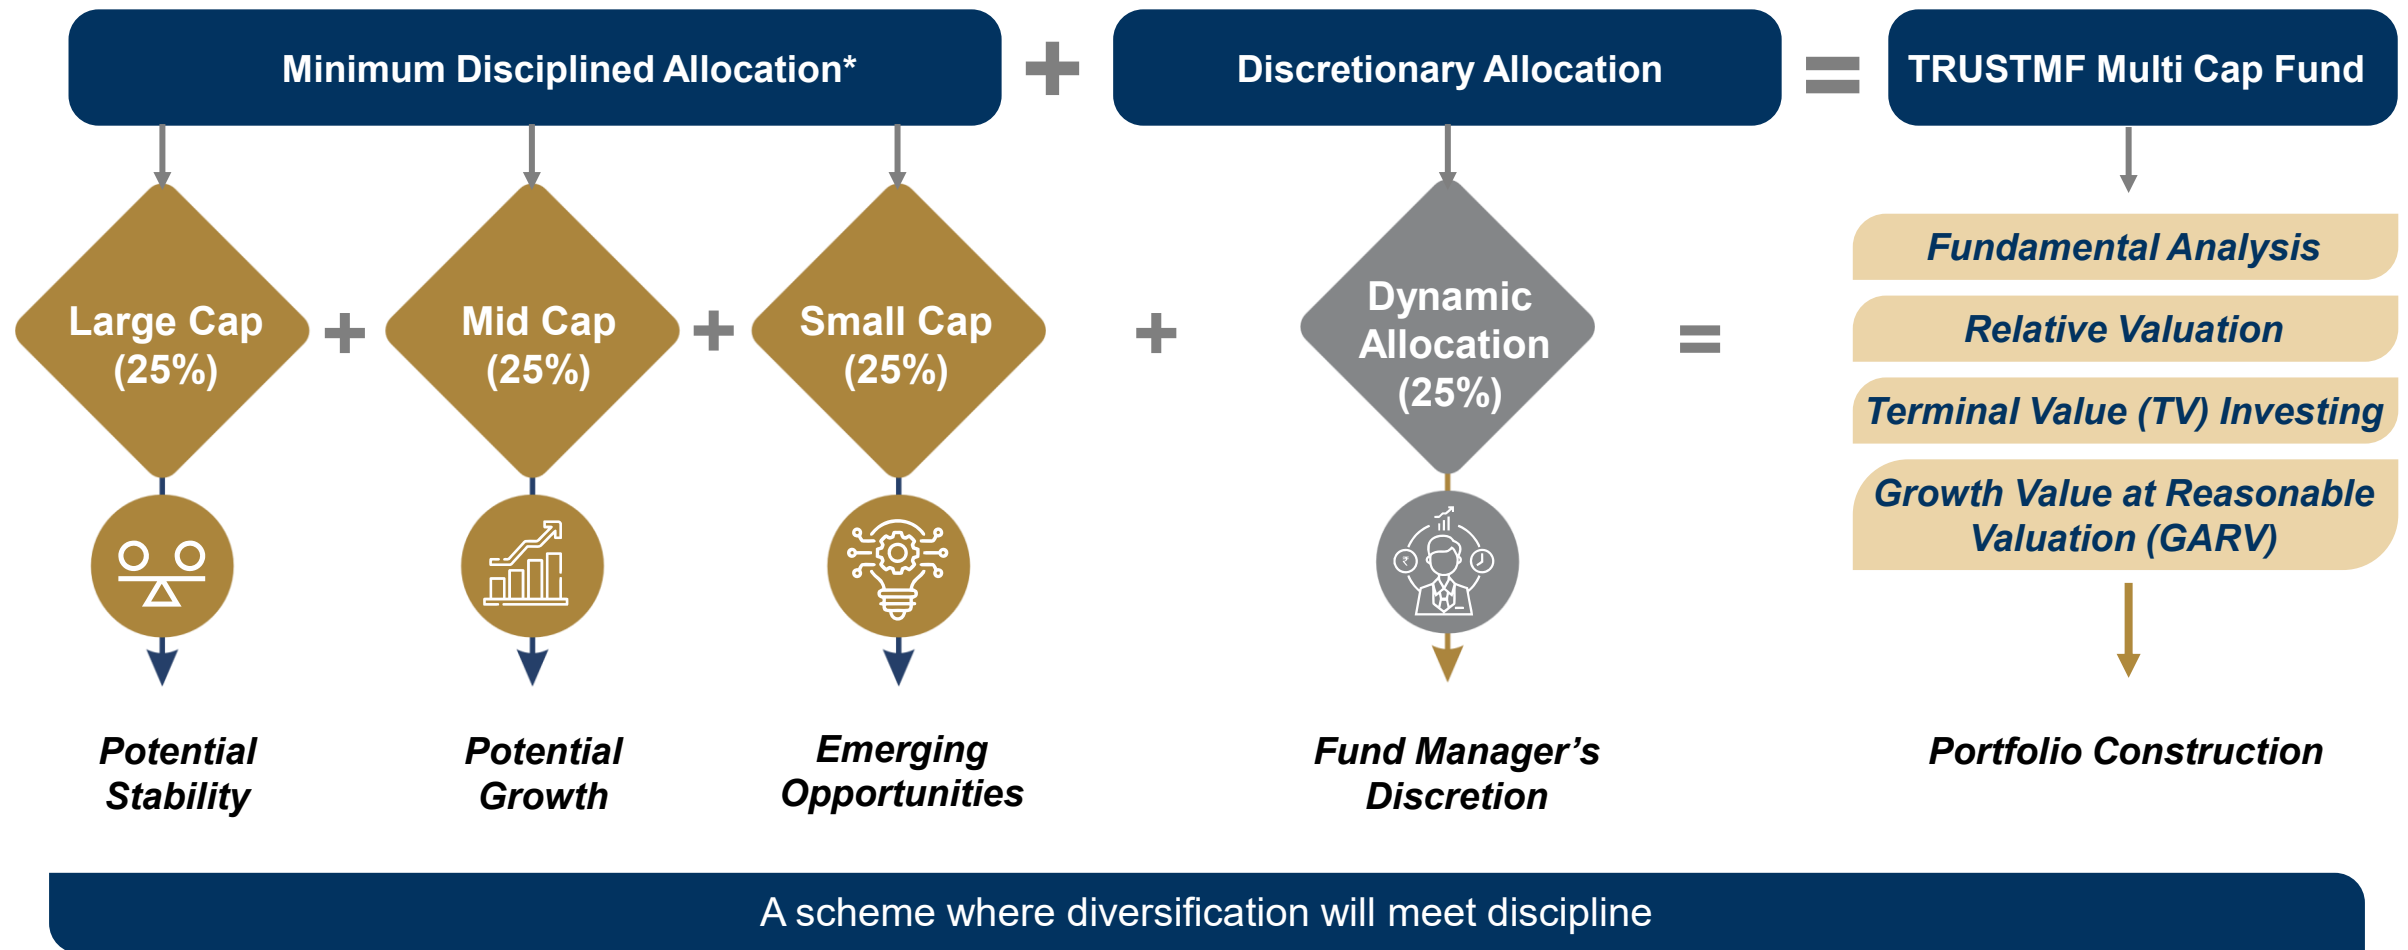 Minimum Disciplined Allocation*
+
Discretionary Allocation
=
TRUSTMF Multi Cap Fund
Large Cap
(25%)
+
Mid Cap
(25%)
+
Small Cap
(25%)
+
Dynamic
Allocation
(25%)
=
Fundamental Analysis
Relative Valuation
Terminal Value (TV) Investing
Growth Value at Reasonable
Valuation (GARV)
₹
Potential
Stability
Potential
Growth
Emerging
Opportunities
Fund Manager’s
Discretion
Portfolio Construction
A scheme where diversification will meet discipline